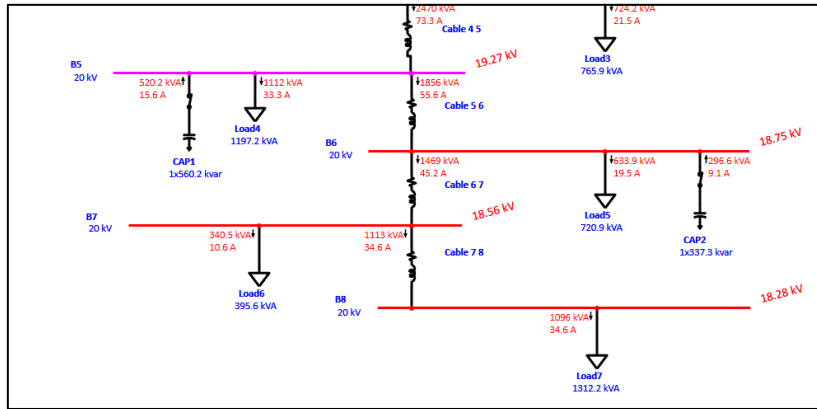 2470 kVA
73.3 A
724.2 kVA
21.5 A
Cable 4 5
Load3
765.9 kVA
B5
20 kV
19.27 kV
520.2 kVA
15.6 A
1112 kVA
33.3 A
1856 kVA
55.6 A
Cable 5 6
Load4
1197.2 kVA
CAP1
1x560.2 kvar
B6
20 kV
18.75 kV
1469 kVA
45.2 A
633.9 kVA
19.5 A
296.6 kVA
9.1 A
Cable 6 7
Load5
720.9 kVA
CAP2
1x337.3 kvar
B7
20 kV
18.56 kV
340.5 kVA
10.6 A
1113 kVA
34.6 A
Cable 7 8
Load6
395.6 kVA
B8
20 kV
18.28 kV
1096 kVA
34.6 A
Load7
1312.2 kVA